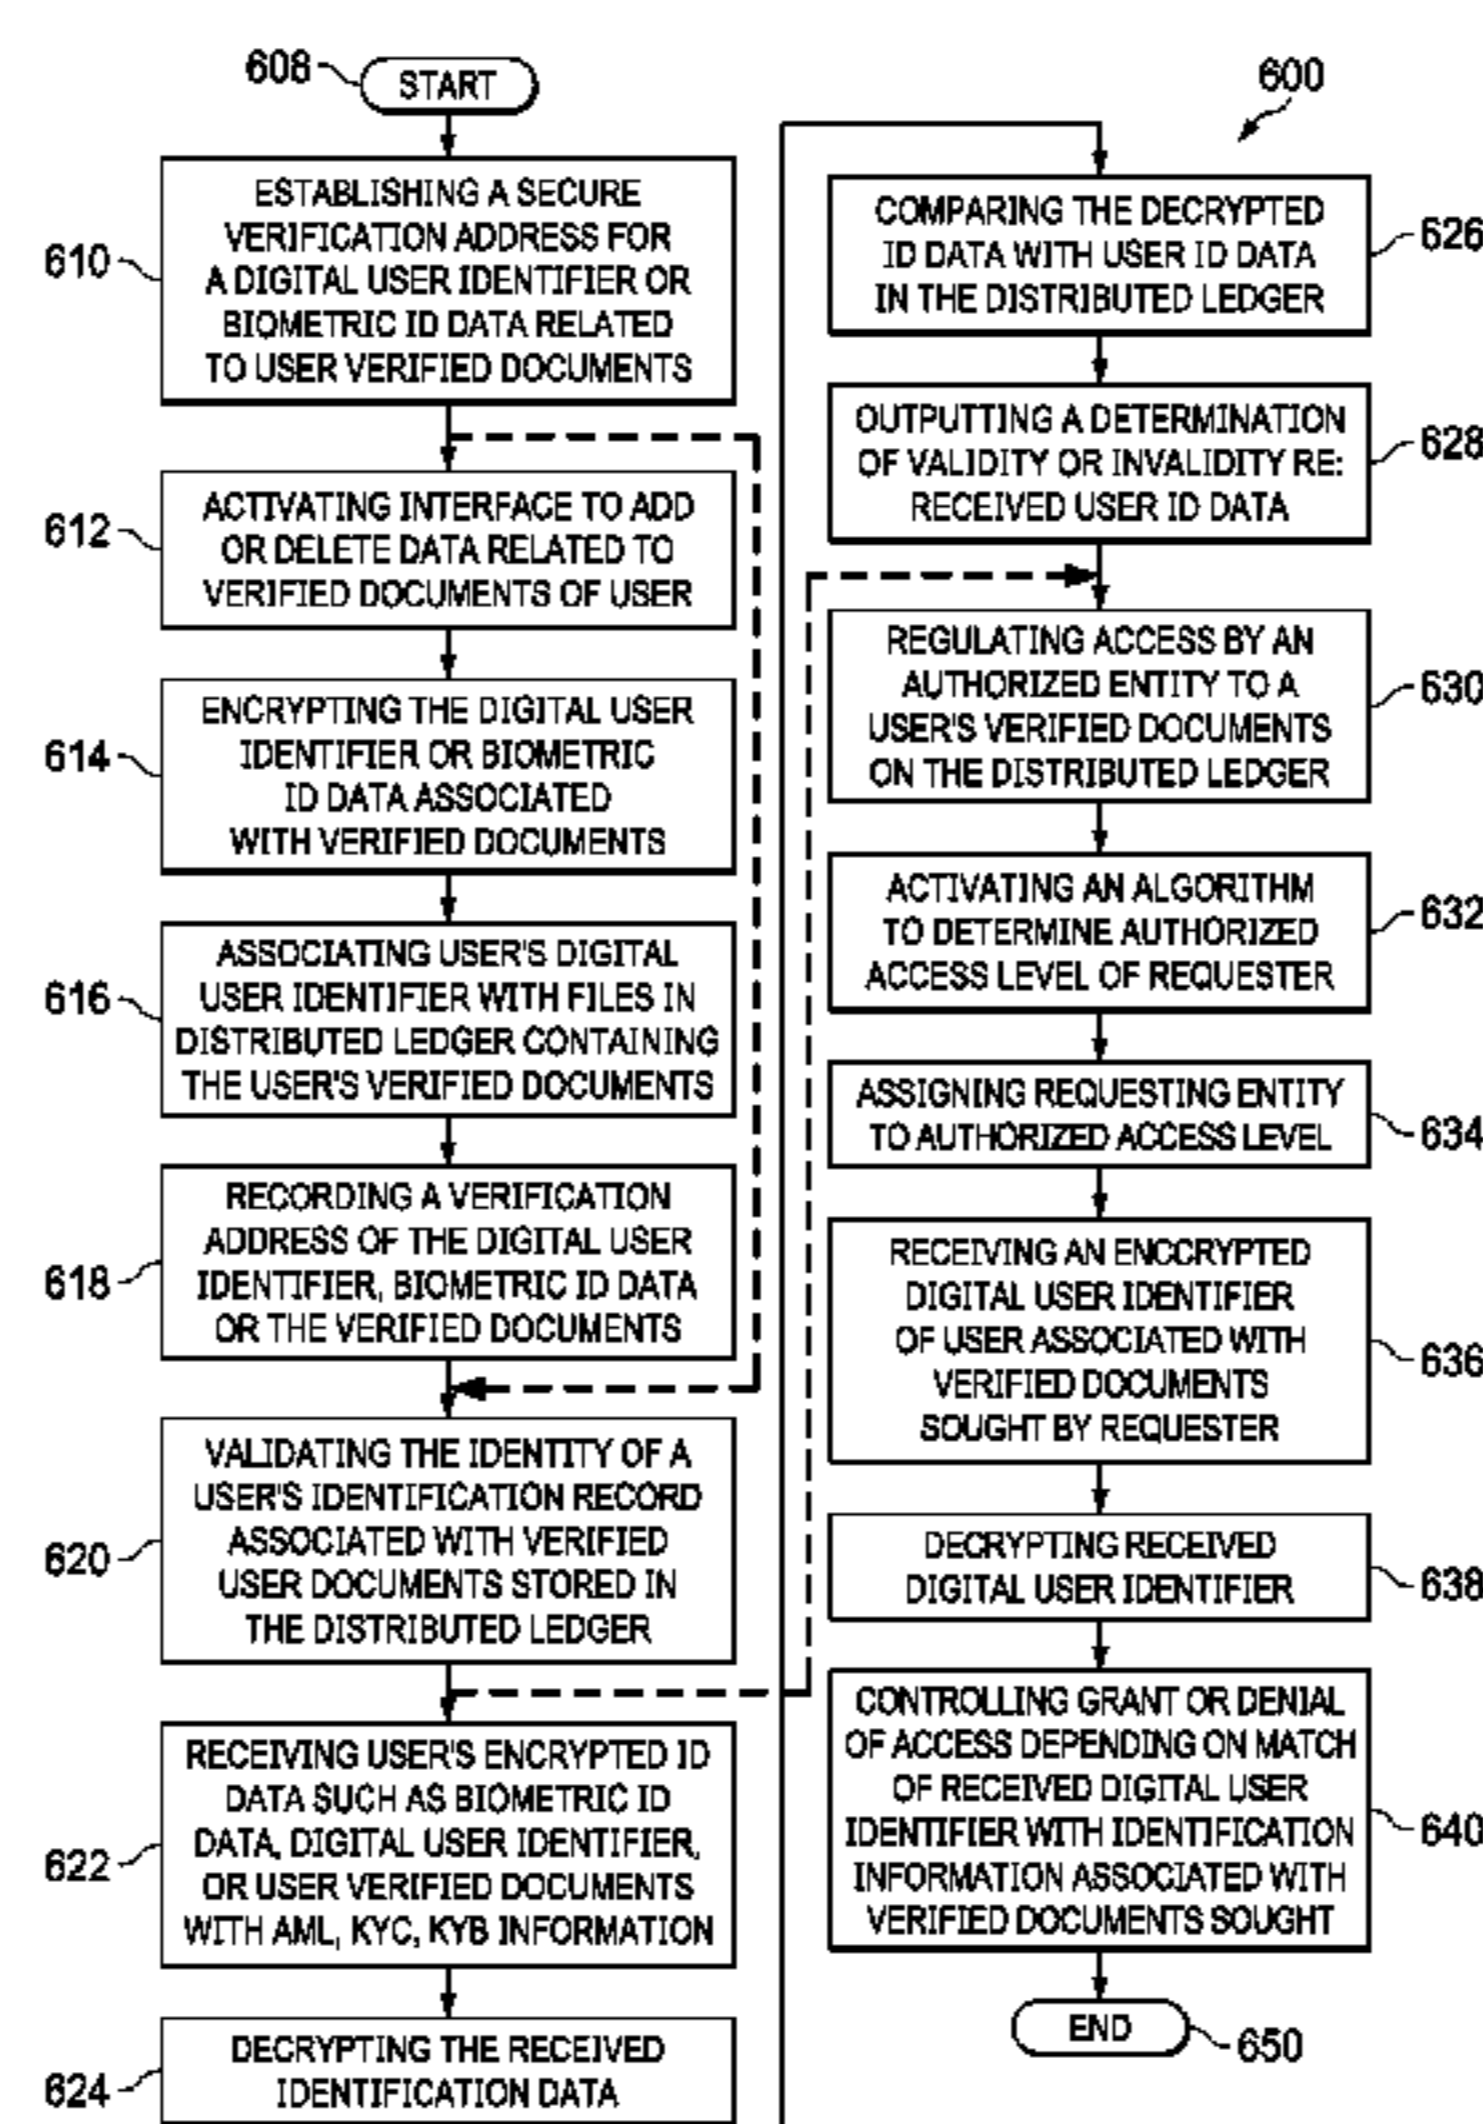 608
START
610
ESTABLISHING A SECURE
VERIFICATION ADDRESS FOR
A DIGITAL USER IDENTIFIER OR
BIOMETRIC ID DATA RELATED
TO USER VERIFIED DOCUMENTS
612
ACTIVATING INTERFACE TO ADD
OR DELETE DATA RELATED TO
VERIFIED DOCUMENTS OF USER
614
ENCRYPTING THE DIGITAL USER
IDENTIFIER OR BIOMETRIC
ID DATA ASSOCIATED
WITH VERIFIED DOCUMENTS
616
ASSOCIATING USER'S DIGITAL
USER IDENTIFIER WITH FILES IN
DISTRIBUTED LEDGER CONTAINING
THE USER'S VERIFIED DOCUMENTS
618
RECORDING A VERIFICATION
ADDRESS OF THE DIGITAL USER
IDENTIFIER, BIOMETRIC ID DATA
OR THE VERIFIED DOCUMENTS
620
VALIDATING THE IDENTITY OF A
USER'S IDENTIFICATION RECORD
ASSOCIATED WITH VERIFIED
USER DOCUMENTS STORED IN
THE DISTRIBUTED LEDGER
622
RECEIVING USER'S ENCRYPTED ID
DATA SUCH AS BIOMETRIC ID
DATA, DIGITAL USER IDENTIFIER,
OR USER VERIFIED DOCUMENTS
WITH AML, KYC, KYB INFORMATION
624
DECRYPTING THE RECEIVED
IDENTIFICATION DATA
600
COMPARING THE DECRYPTED
ID DATA WITH USER ID DATA
IN THE DISTRIBUTED LEDGER
626
OUTPUTTING A DETERMINATION
OF VALIDITY OR INVALIDITY RE:
RECEIVED USER ID DATA
628
REGULATING ACCESS BY AN
AUTHORIZED ENTITY TO A
USER'S VERIFIED DOCUMENTS
ON THE DISTRIBUTED LEDGER
630
ACTIVATING AN ALGORITHM
TO DETERMINE AUTHORIZED
ACCESS LEVEL OF REQUESTER
632
ASSIGNING REQUESTING ENTITY
TO AUTHORIZED ACCESS LEVEL
634
RECEIVING AN ENCCRYPTED
DIGITAL USER IDENTIFIER
OF USER ASSOCIATED WITH
VERIFIED DOCUMENTS
SOUGHT BY REQUESTER
636
DECRYPTING RECEIVED
DIGITAL USER IDENTIFIER
638
CONTROLLING GRANT OR DENIAL
OF ACCESS DEPENDING ON MATCH
OF RECEIVED DIGITAL USER
IDENTIFIER WITH IDENTIFICATION
INFORMATION ASSOCIATED WITH
VERIFIED DOCUMENTS SOUGHT
640
END
650